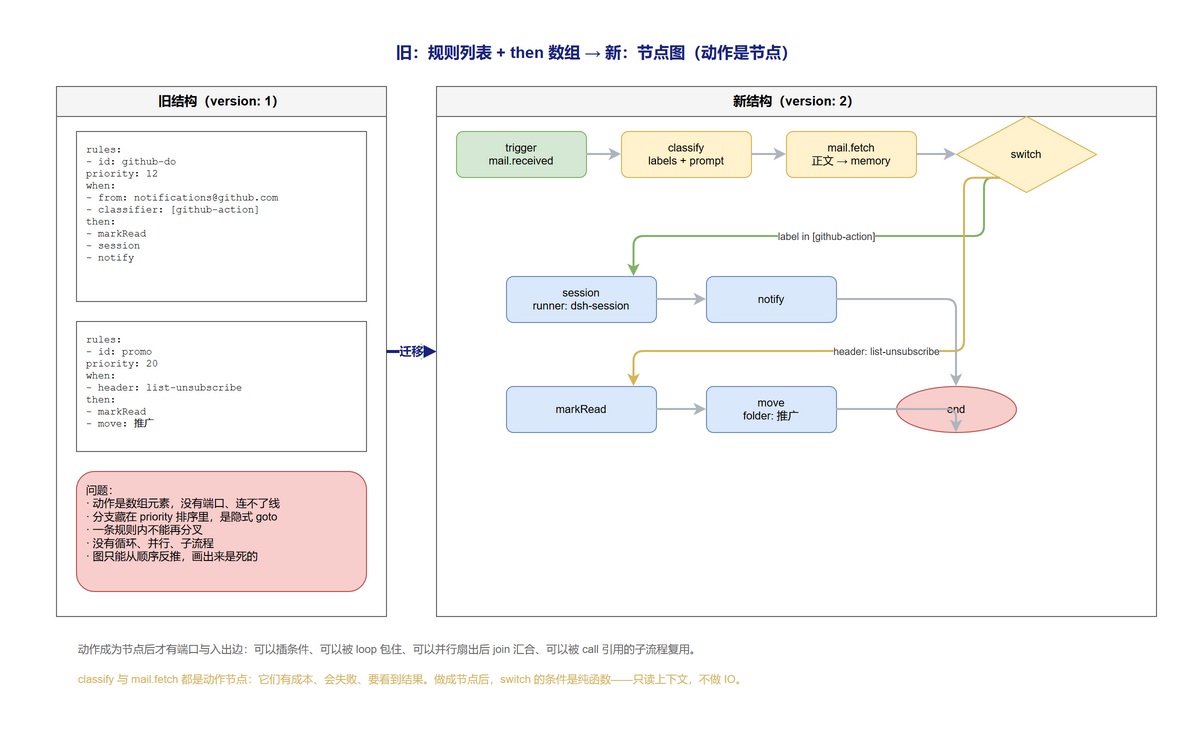 旧：规则列表 + then 数组 → 新：节点图（动作是节点）
旧结构（version: 1）
rules:
- id: github-do
priority: 12
when:
- from: notifications@github.com
- classifier: [github-action]
then:
- markRead
- session
- notify
rules:
- id: promo
priority: 20
when:
- header: list-unsubscribe
then:
- markRead
- move: 推广
问题：
· 动作是数组元素，没有端口、连不了线
· 分支藏在 priority 排序里，是隐式 goto
· 一条规则内不能再分叉
· 没有循环、并行、子流程
· 图只能从顺序反推，画出来是死的
迁移
新结构（version: 2）
trigger
mail.received
classify
labels + prompt
mail.fetch
正文 → memory
switch
label in [github-action]
session
runner: dsh-session
notify
header: list-unsubscribe
markRead
move
folder: 推广
end
动作成为节点后才有端口与入出边：可以插条件、可以被 loop 包住、可以并行扇出后 join 汇合、可以被 call 引用的子流程复用。
classify 与 mail.fetch 都是动作节点：它们有成本、会失败、要看到结果。做成节点后，switch 的条件是纯函数——只读上下文，不做 IO。